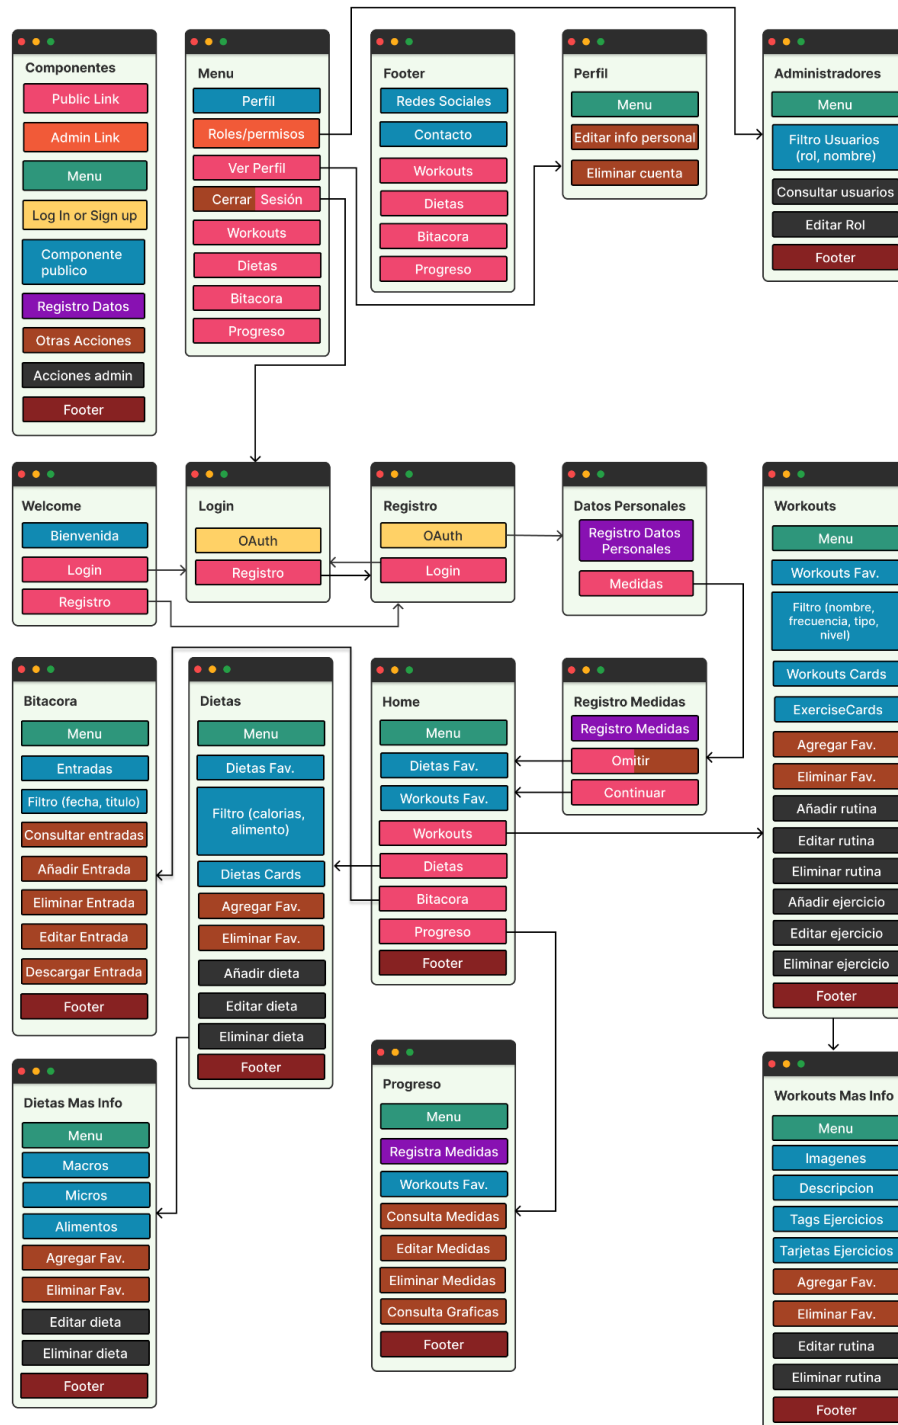 Componentes
Public Link
Admin Link
Menu
Log In or Sign up
Componente
publico
Registro Datos
Otras Acciones
Acciones admin
Footer
Menu
Perfil
Roles/permisos
Ver Perfil
Cerrar Sesión
Workouts
Dietas
Bitacora
Progreso
Footer
Redes Sociales
Contacto
Workouts
Dietas
Bitacora
Progreso
Perfil
Menu
Editar info personal
Eliminar cuenta
Administradores
Menu
Filtro Usuarios
(rol, nombre)
Consultar usuarios
Editar Rol
Footer
Welcome
Bienvenida
Login
Registro
Login
OAuth
Registro
Registro
OAuth
Login
Datos Personales
Registro Datos
Personales
Medidas
Workouts
Menu
Workouts Fav.
Filtro (nombre,
frecuencia, tipo,
nivel)
Workouts Cards
ExerciseCards
Agregar Fav.
Eliminar Fav.
Añadir rutina
Editar rutina
Eliminar rutina
Añadir ejercicio
Editar ejercicio
Eliminar ejercicio
Footer
Bitacora
Menu
Entradas
Filtro (fecha, titulo)
Consultar entradas
Añadir Entrada
Eliminar Entrada
Editar Entrada
Descargar Entrada
Footer
Dietas
Menu
Dietas Fav.
Filtro (calorias,
alimento)
Dietas Cards
Agregar Fav.
Eliminar Fav.
Añadir dieta
Editar dieta
Eliminar dieta
Footer
Home
Menu
Dietas Fav.
Workouts Fav.
Workouts
Dietas
Bitacora
Progreso
Footer
Registro Medidas
Registro Medidas
Omitir
Continuar
Dietas Mas Info
Menu
Macros
Micros
Alimentos
Agregar Fav.
Eliminar Fav.
Editar dieta
Eliminar dieta
Footer
Progreso
Menu
Registra Medidas
Workouts Fav.
Consulta Medidas
Editar Medidas
Eliminar Medidas
Consulta Graficas
Footer
Workouts Mas Info
Menu
Imagenes
Descripcion
Tags Ejercicios
Tarjetas Ejercicios
Agregar Fav.
Eliminar Fav.
Editar rutina
Eliminar rutina
Footer